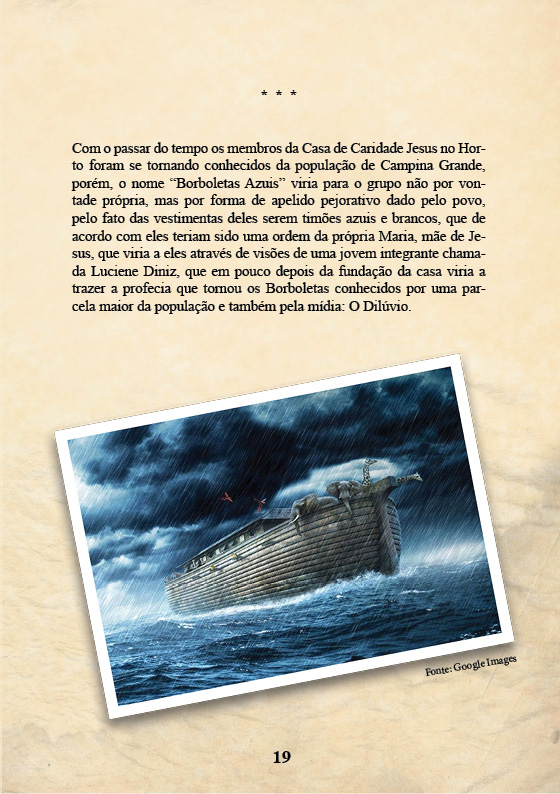 * * *
Com o passar do tempo os membros da Casa de Caridade Jesus no Hor-
to foram se tornando conhecidos da população de Campina Grande,
porém, o nome “Borboletas Azuis” viria para o grupo não por von-
tade própria, mas por forma de apelido pejorativo dado pelo povo,
pelo fato das vestimentas deles serem timões azuis e brancos, que de
acordo com eles teriam sido uma ordem da própria Maria, mãe de Je-
sus, que viria a eles através de visões de uma jovem integrante chama-
da Luciene Diniz, que em pouco depois da fundação da casa viria a
trazer a profecia que tornou os Borboletas conhecidos por uma par-
cela maior da população e também pela mídia: O Dilúvio.
Fonte: Google Images
19